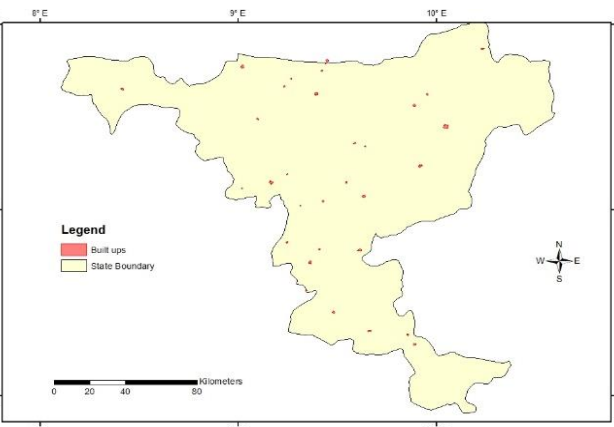 8° E 9° E 10° E
Legend
Built ups
State Boundary
N
W E
S
Kilometers
0 20 40 80